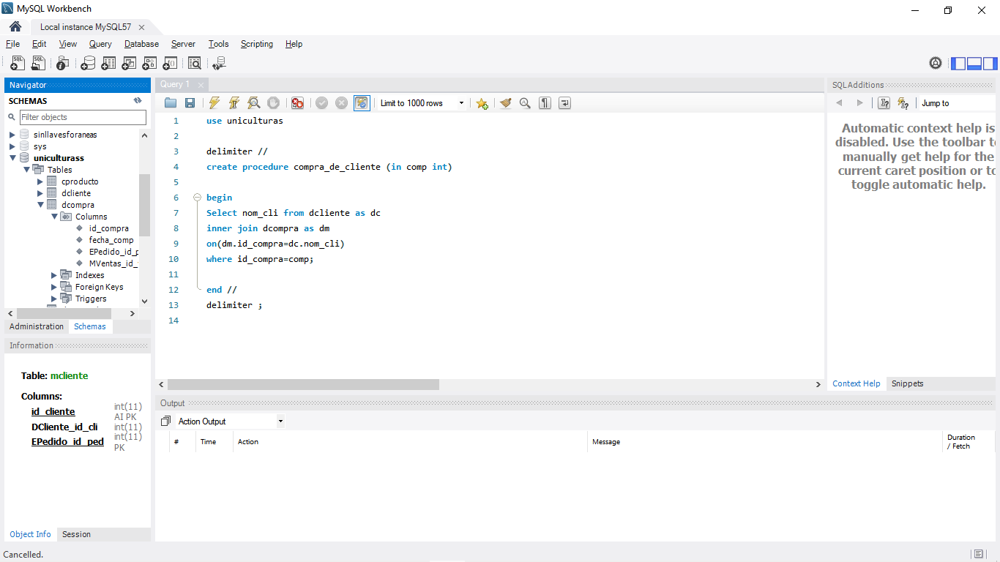 MySQL Workbench
Local instance MySQL57
File Edit View Query Database Server Tools Scripting Help
Navigator
SCHEMAS
Filter objects
sinllavesforaneas
sys
uniculturass
Tables
cproducto
dcliente
dcompra
Columns
id_compra
fecha_comp
EPedido_id_p
MVentas_id_
Indexes
Foreign Keys
Triggers
Administration Schemas
Information
Table: mcliente
Columns:
id_cliente int(11) AI PK
DCliente_id_cli int(11)
EPedido_id_ped int(11) PK
Object Info Session
Query 1
Limit to 1000 rows
1 use uniculturas
2
3 delimiter //
4 create procedure compra_de_cliente (in comp int)
5
6 begin
7 Select nom_cli from dcliente as dc
8 inner join dcompra as dm
9 on(dm.id_compra=dc.nom_cli)
10 where id_compra=comp;
11
12 end //
13 delimiter ;
14
SQLAdditions
Jump to
Automatic context help is
disabled. Use the toolbar to
manually get help for the
current caret position or to
toggle automatic help.
Context Help Snippets
Output
Action Output
# Time Action Message Duration / Fetch
Cancelled.